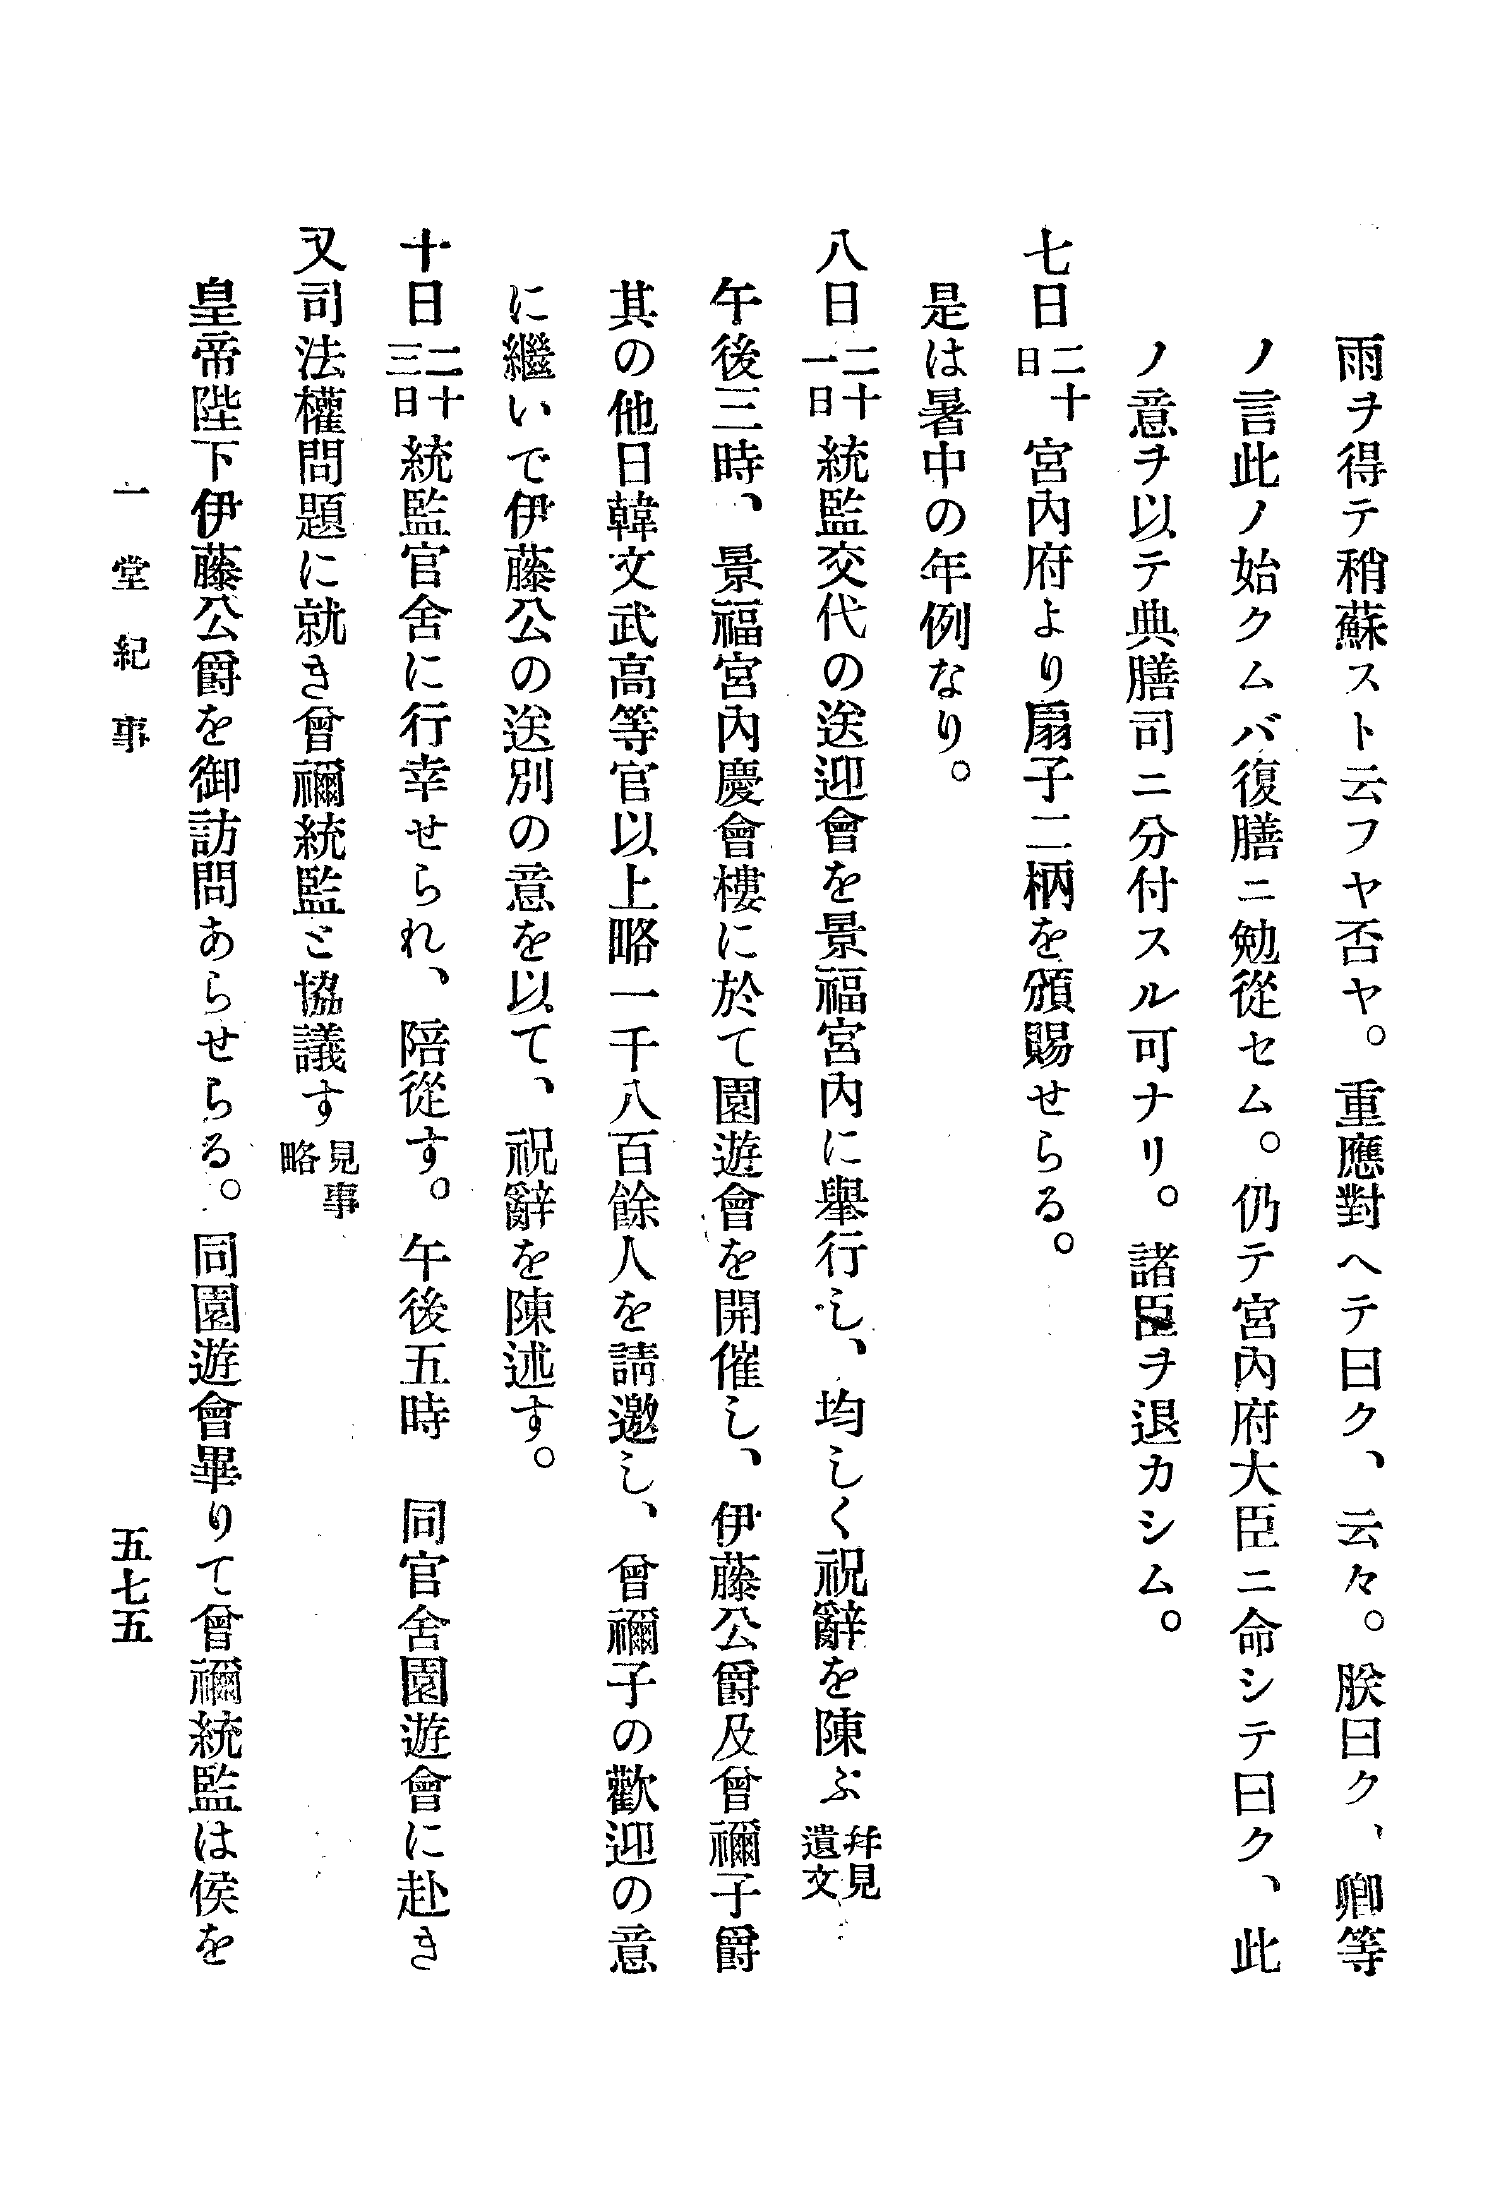 雨ヲ得テ稍蘇スト云フヤ否ヤ。重應對ヘテ曰ク、云々。朕曰ク、卿等
ノ言此ノ始クムバ復膳ニ勉從セム。仍テ宮內府大臣ニ命シテ曰ク、此
ノ意ヲ以テ典膳司ニ分付スル可ナリ。諸臣ヲ退カシム。
七日二十日宮內府より扇子二柄を頒賜せらる。
是は暑中の年例なり。
八日二十一日統監交代の送迎會を景福宮內に舉行し、均しく祝辭を陳ぶ幷見遺文
午後三時、景福宮內慶會樓に於て園遊會を開催し、伊藤公爵及曾禰子爵
其の他日韓文武高等官以上略一千八百餘人を請邀し、曾禰子の歡迎の意
に繼いで伊藤公の送別の意を以て、祝辭を陳述す。
十日二十三日統監官舍に行幸せられ、陪從す。午後五時 同官舍園遊會に赴き
又司法權問題に就き曾禰統監と協議す見事略
皇帝陛下伊藤公爵を御訪問あらせらる。同園遊會畢りて曾禰統監は侯を
一堂紀事 五七五